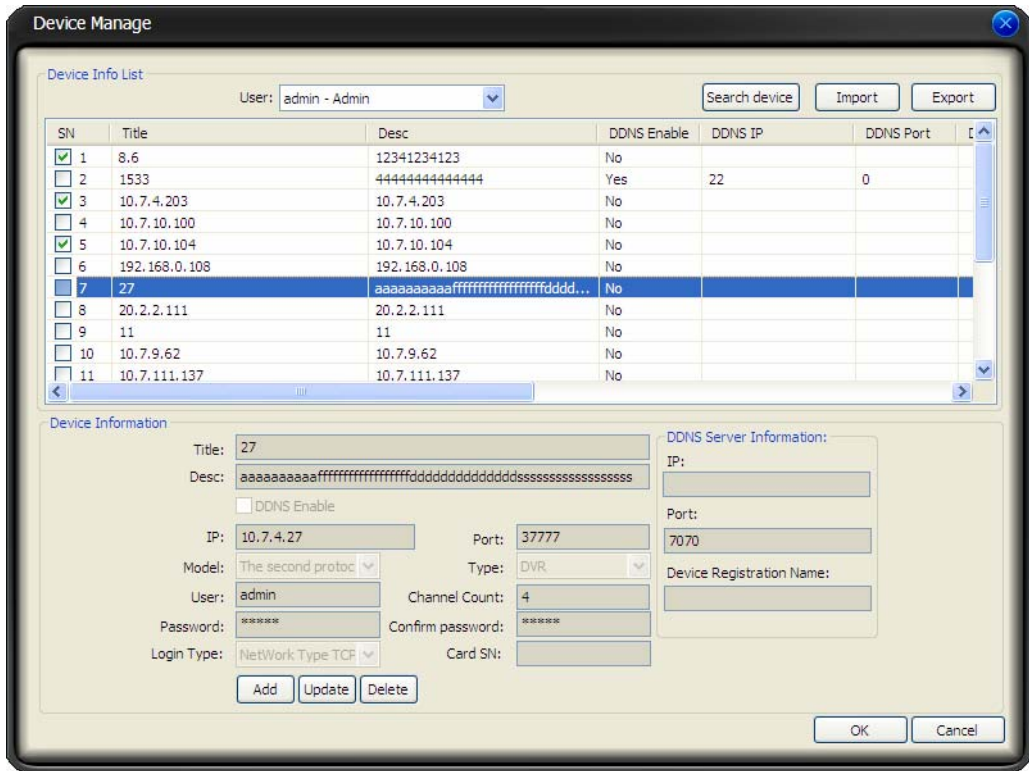 Device Manage
Device Info List
User: admin - Admin Search device Import Export
SN Title Desc DDNS Enable DDNS IP DDNS Port
1 8.6 12341234123 No
2 1533 44444444444444 Yes 22 0
3 10.7.4.203 10.7.4.203 No
4 10.7.10.100 10.7.10.100 No
5 10.7.10.104 10.7.10.104 No
6 192.168.0.108 192.168.0.108 No
7 27 aaaaaaaaaaffffffffffffffffffdddd... No
8 20.2.2.111 20.2.2.111 No
9 11 11 No
10 10.7.9.62 10.7.9.62 No
11 10.7.111.137 10.7.111.137 No
Device Information
Title: 27
Desc: aaaaaaaaaaffffffffffffffffffddddddddddddddssssssssssssssssss
DDNS Enable
IP: 10.7.4.27 Port: 37777
Model: The second protoc Type: DVR
User: admin Channel Count: 4
Password: ***** Confirm password: *****
Login Type: NetWork Type TCP Card SN:
Add Update Delete
DDNS Server Information:
IP:
Port:
7070
Device Registration Name:
OK Cancel